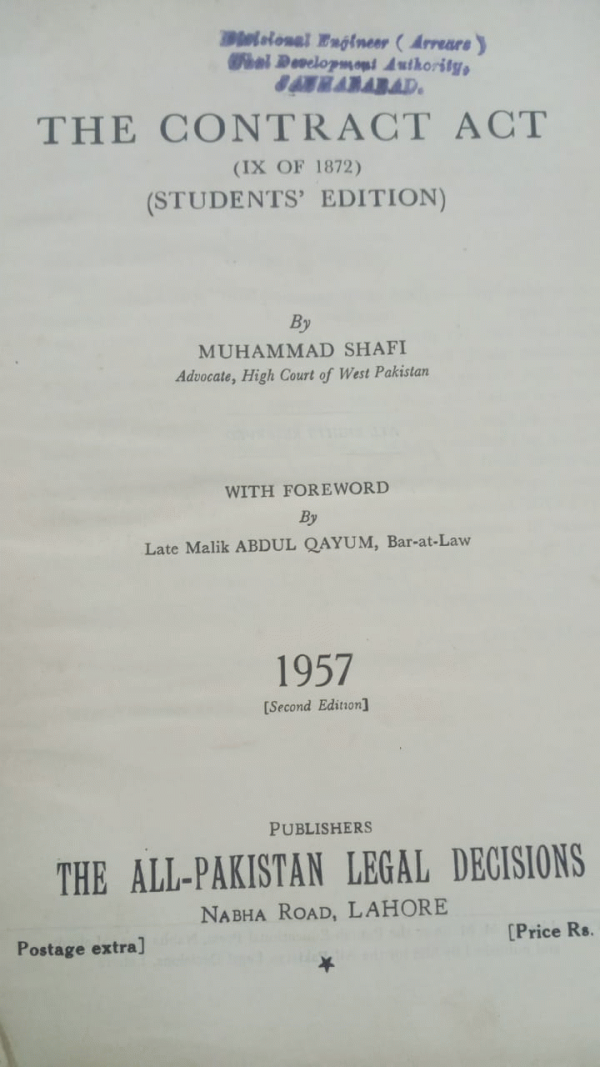 Divisional Engineer ( Arrears )
Thal Development Authority,
JAUHARABAD.
THE CONTRACT ACT
(IX OF 1872)
(STUDENTS' EDITION)
By
MUHAMMAD SHAFI
Advocate, High Court of West Pakistan
WITH FOREWORD
By
Late Malik ABDUL QAYUM, Bar-at-Law
1957
[Second Edition]
PUBLISHERS
THE ALL-PAKISTAN LEGAL DECISIONS
NABHA ROAD, LAHORE
Postage extra]
[Price Rs.